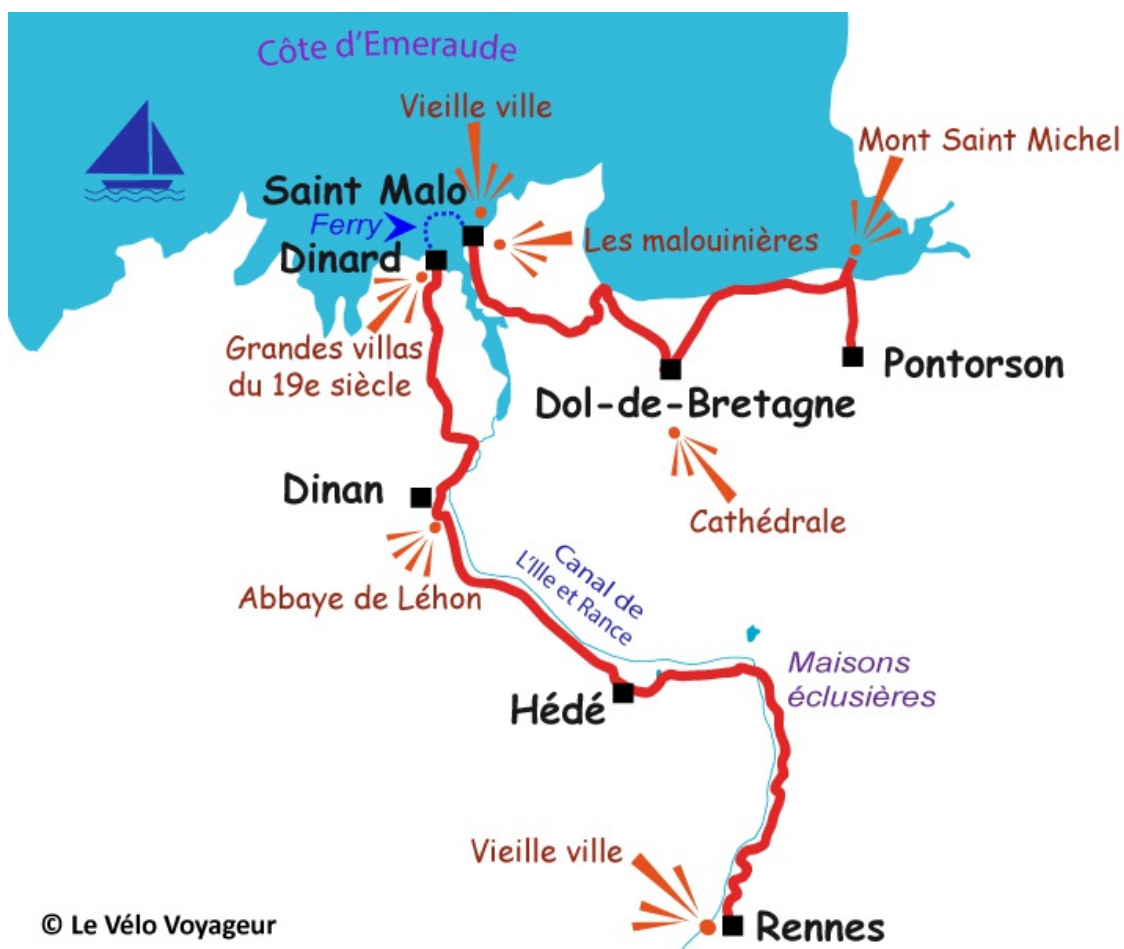 Côte d'Emeraude
Vieille ville
Mont Saint Michel
Saint Malo
Ferry
Les malouinières
Dinard
Grandes villas
du 19e siècle
Pontorson
Dol-de-Bretagne
Dinan
Cathédrale
Canal de
L'Ille et Rance
Abbaye de Léhon
Maisons
éclusières
Hédé
Vieille ville
Rennes
© Le Vélo Voyageur